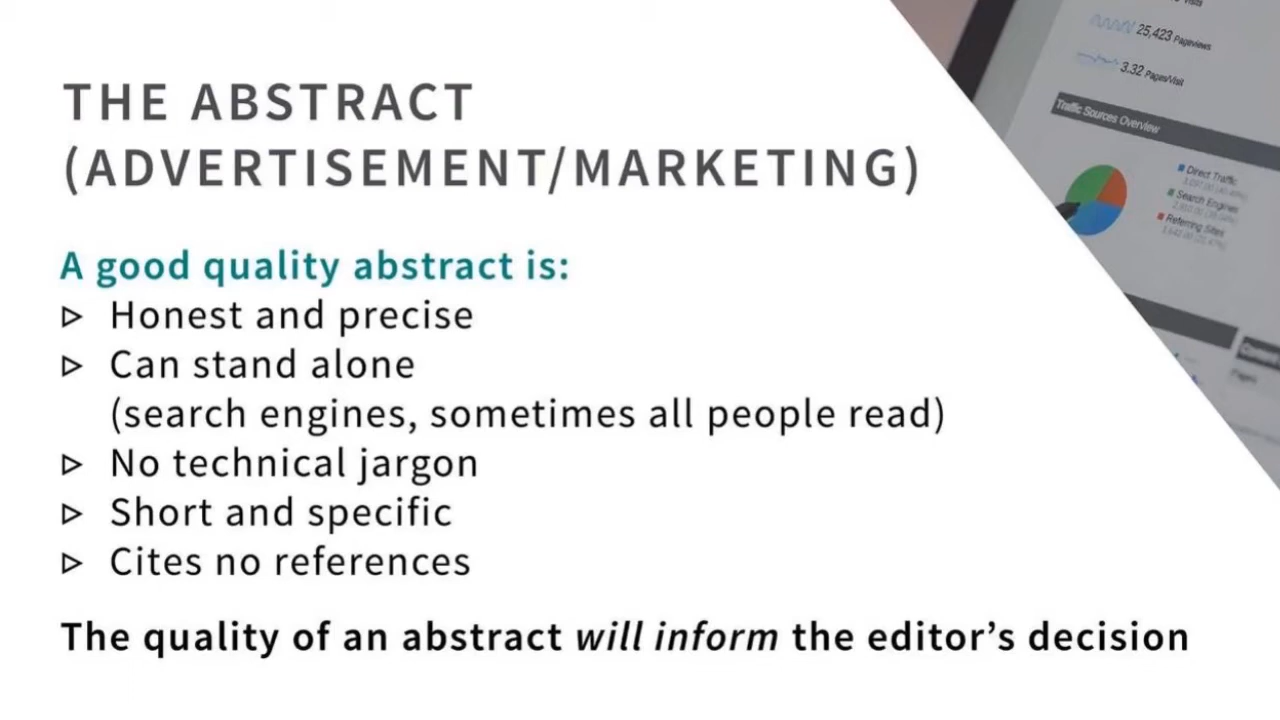 THE ABSTRACT
(ADVERTISEMENT/MARKETING)
A good quality abstract is:
▹ Honest and precise
▹ Can stand alone
(search engines, sometimes all people read)
▹ No technical jargon
▹ Short and specific
▹ Cites no references
The quality of an abstract will inform the editor’s decision
Visits
25,423 Pageviews
3.32 Pages/Visit
Traffic Sources Overview
Direct Traffic
Search Engines
Referring Sites
Pages